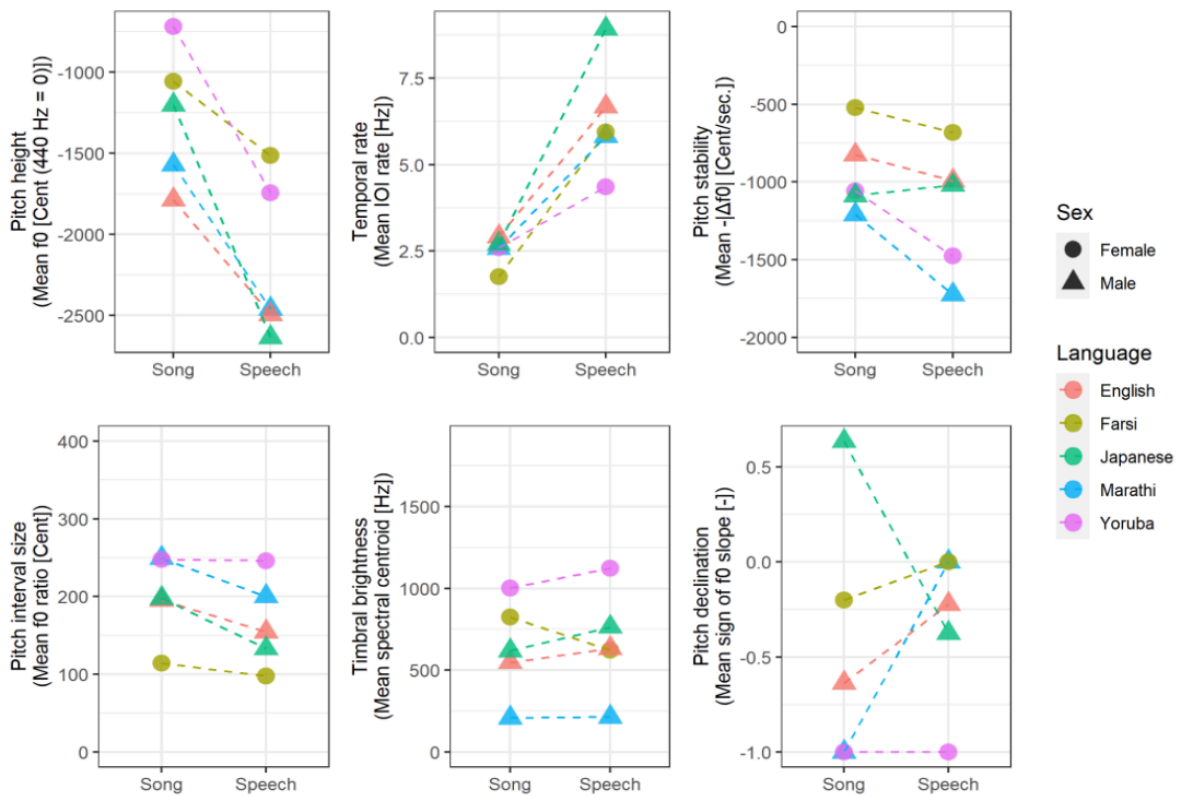 Pitch height
(Mean f0 [Cent (440 Hz = 0)])
-1000
-1500
-2000
-2500
Song
Speech
Temporal rate
(Mean IOI rate [Hz])
7.5
5.0
2.5
0.0
Song
Speech
Pitch stability
(Mean -|Δf0| [Cent/sec.])
0
-500
-1000
-1500
-2000
Song
Speech
Sex
Female
Male
Language
English
Farsi
Japanese
Marathi
Yoruba
Pitch interval size
(Mean f0 ratio [Cent])
400
300
200
100
0
Song
Speech
Timbral brightness
(Mean spectral centroid [Hz])
1500
1000
500
0
Song
Speech
Pitch declination
(Mean sign of f0 slope [-])
0.5
0.0
-0.5
-1.0
Song
Speech